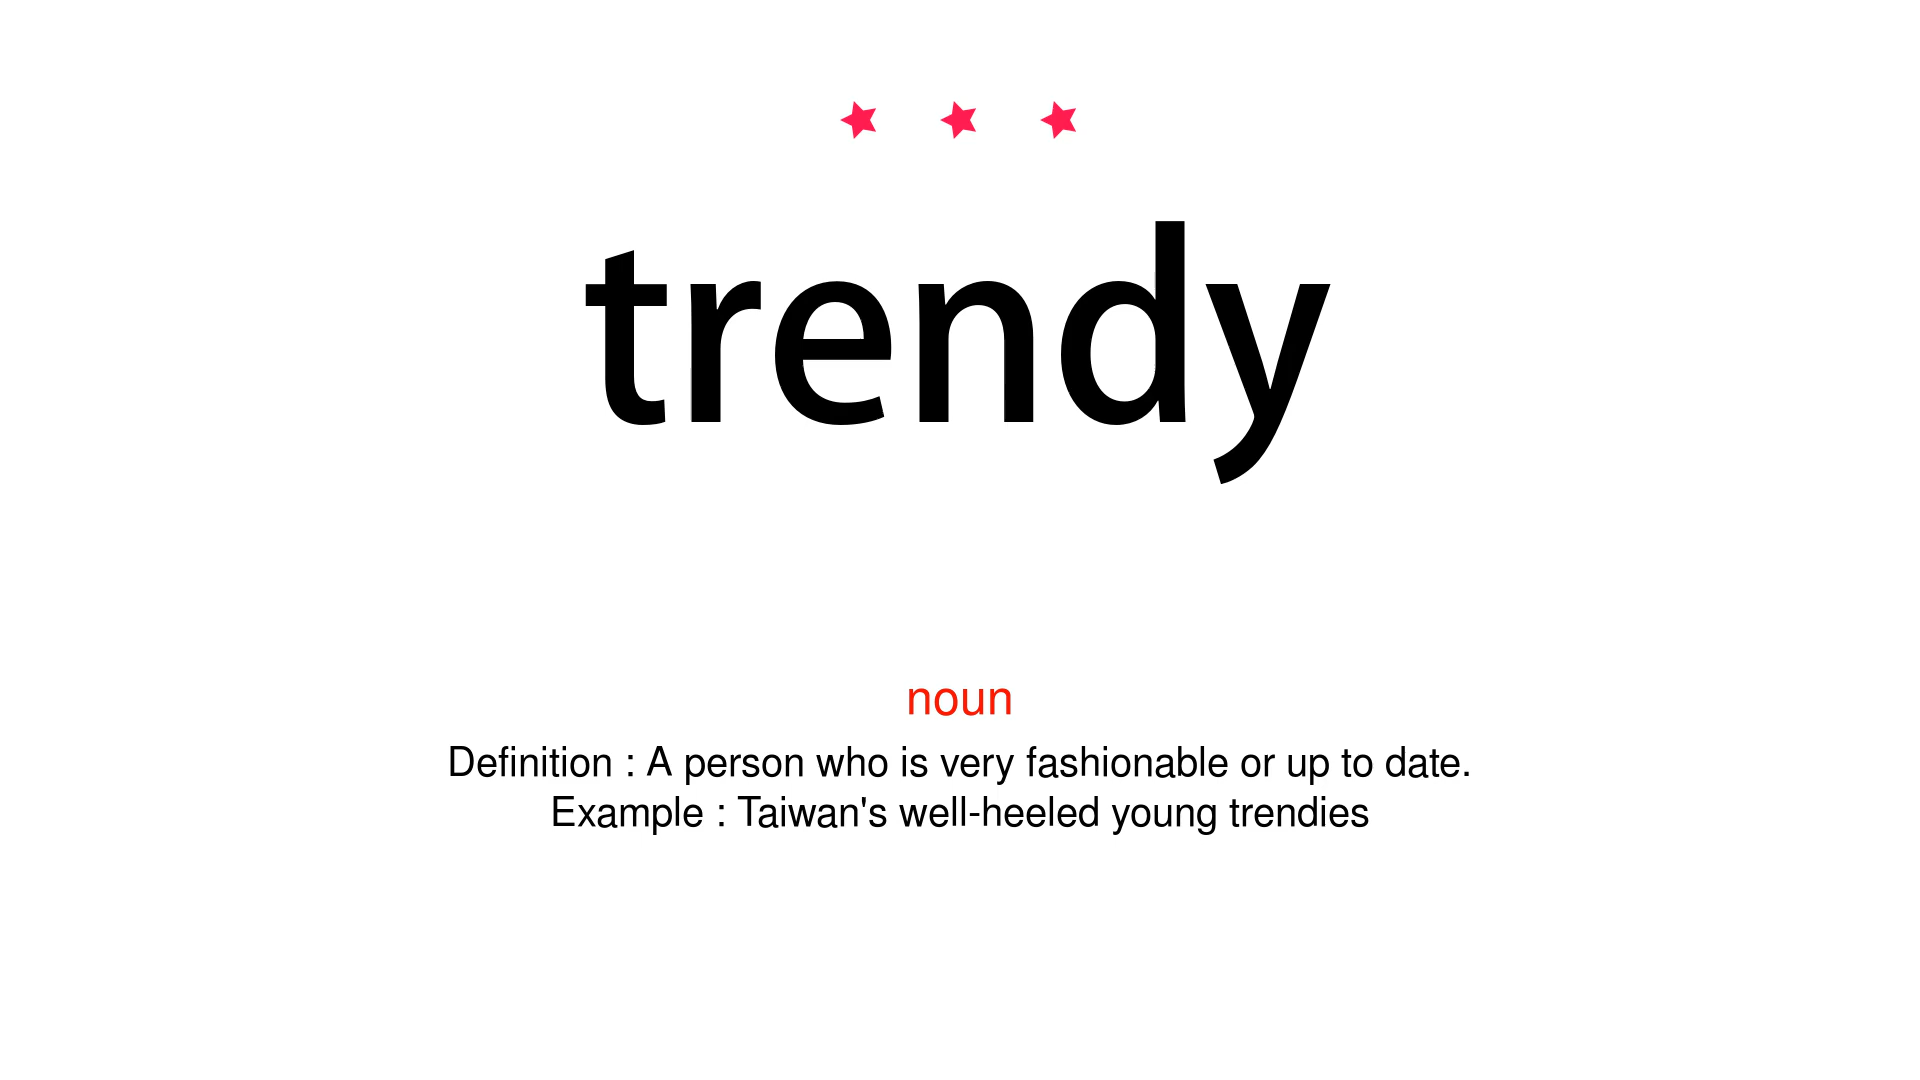 trendy
noun
Definition : A person who is very fashionable or up to date.
Example : Taiwan's well-heeled young trendies